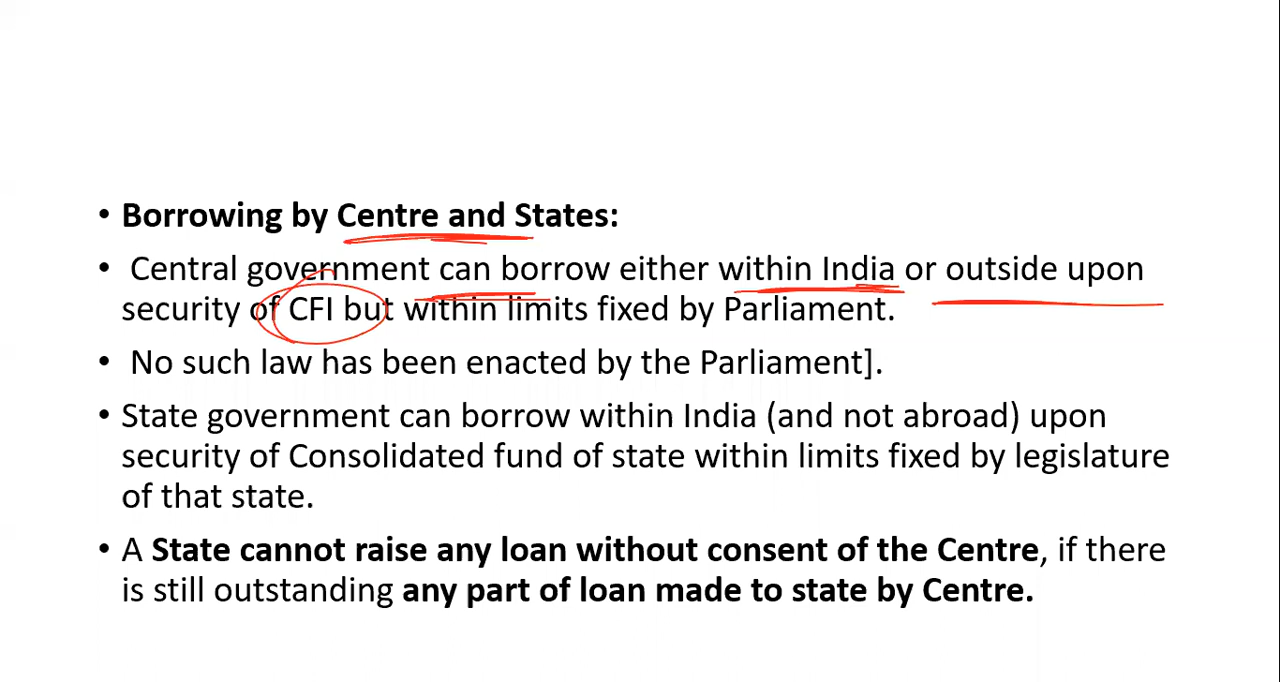 • Borrowing by Centre and States:
• Central government can borrow either within India or outside upon
security of CFI but within limits fixed by Parliament.
• No such law has been enacted by the Parliament].
• State government can borrow within India (and not abroad) upon
security of Consolidated fund of state within limits fixed by legislature
of that state.
• A State cannot raise any loan without consent of the Centre, if there
is still outstanding any part of loan made to state by Centre.